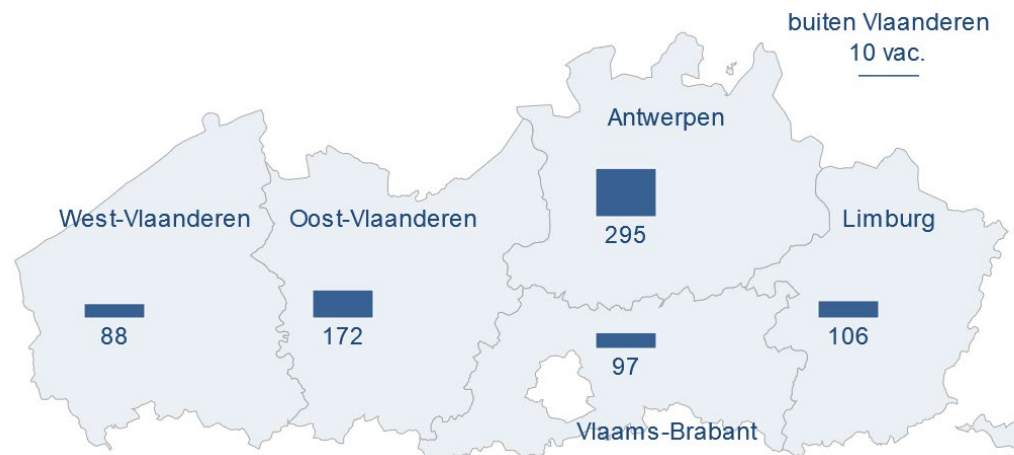 buiten Vlaanderen
10 vac.
Antwerpen
295
West-Vlaanderen
88
Oost-Vlaanderen
172
Limburg
106
97
Vlaams-Brabant